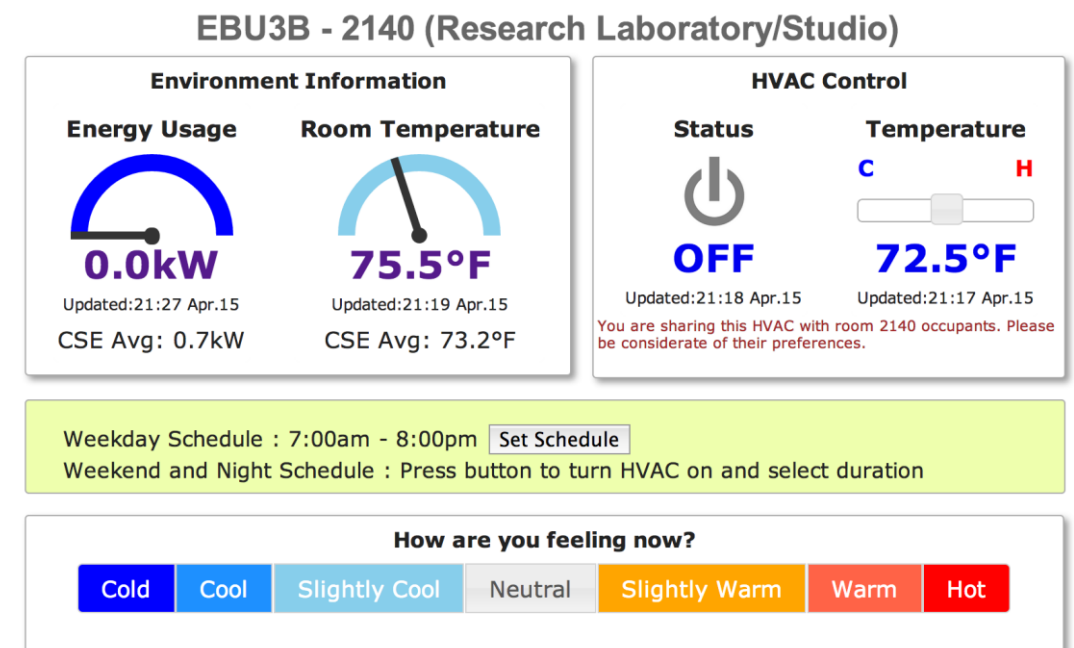 EBU3B - 2140 (Research Laboratory/Studio)
Environment Information
Energy Usage
Room Temperature
0.0kW
75.5°F
Updated:21:27 Apr.15
Updated:21:19 Apr.15
CSE Avg: 0.7kW
CSE Avg: 73.2°F
HVAC Control
Status
Temperature
C
H
OFF
72.5°F
Updated:21:18 Apr.15
Updated:21:17 Apr.15
You are sharing this HVAC with room 2140 occupants. Please
be considerate of their preferences.
Weekday Schedule : 7:00am - 8:00pm Set Schedule
Weekend and Night Schedule : Press button to turn HVAC on and select duration
How are you feeling now?
Cold Cool Slightly Cool Neutral Slightly Warm Warm Hot